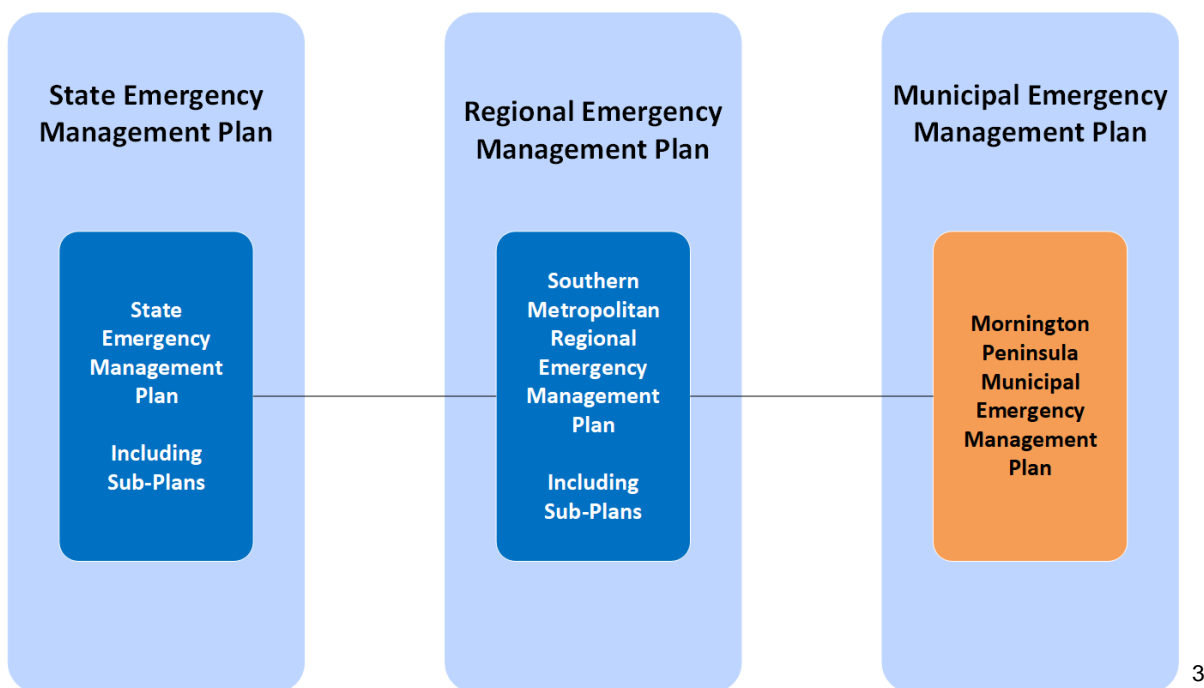 State Emergency
Management Plan
State
Emergency
Management
Plan
Including
Sub-Plans
Regional Emergency
Management Plan
Southern
Metropolitan
Regional
Emergency
Management
Plan
Including
Sub-Plans
Municipal Emergency
Management Plan
Mornington
Peninsula
Municipal
Emergency
Management
Plan
3